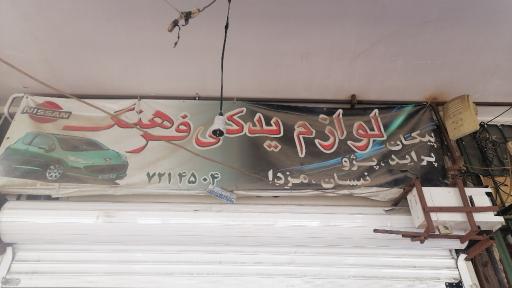 لوازم یدکی فرهنگ
NISSAN
پیکان
پراید.پژو
نیسان.مزدا
۷۲۱۴۵۰۴